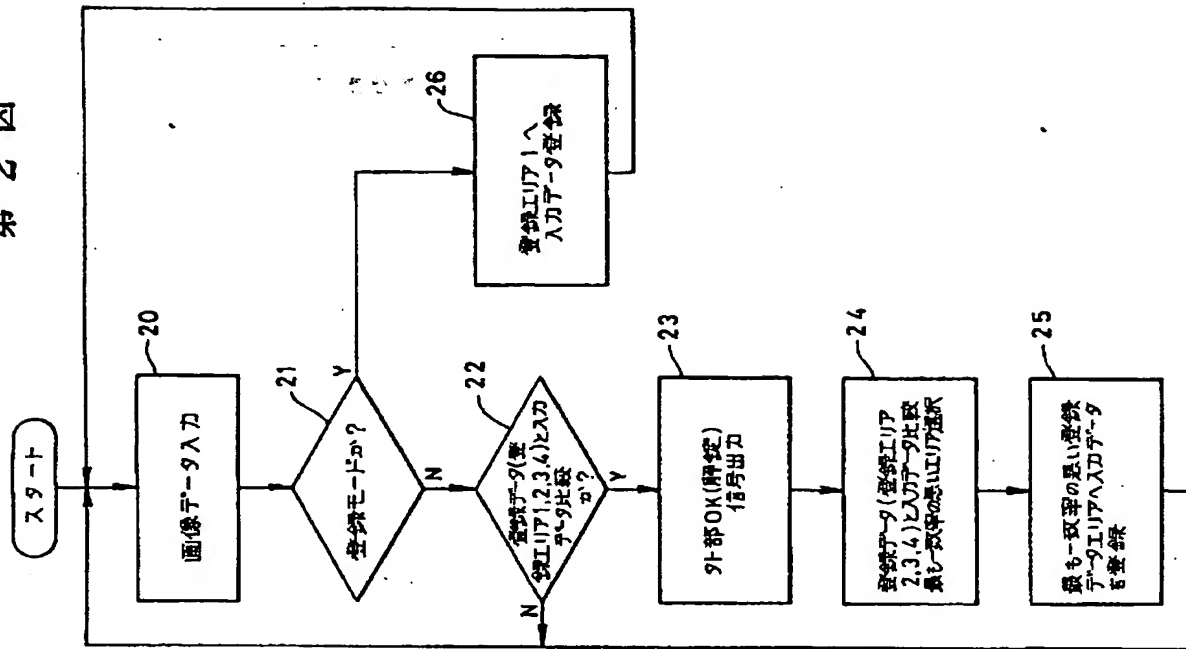 第2図
スタート
画像データ入力
20
登録モードか?
21
Y
N
登録エリア1へ
入力データ登録
26
登録データ(登
録エリア1,2,3,4)と入力
データ比較
か?
22
N
Y
外部OK(解錠)
信号出力
23
登録データ(登録エリア
2,3,4)と入力データ比較
最も一致率の悪いエリア選択
24
最も一致率の悪い登録
データエリアへ入力データ
を登録
25